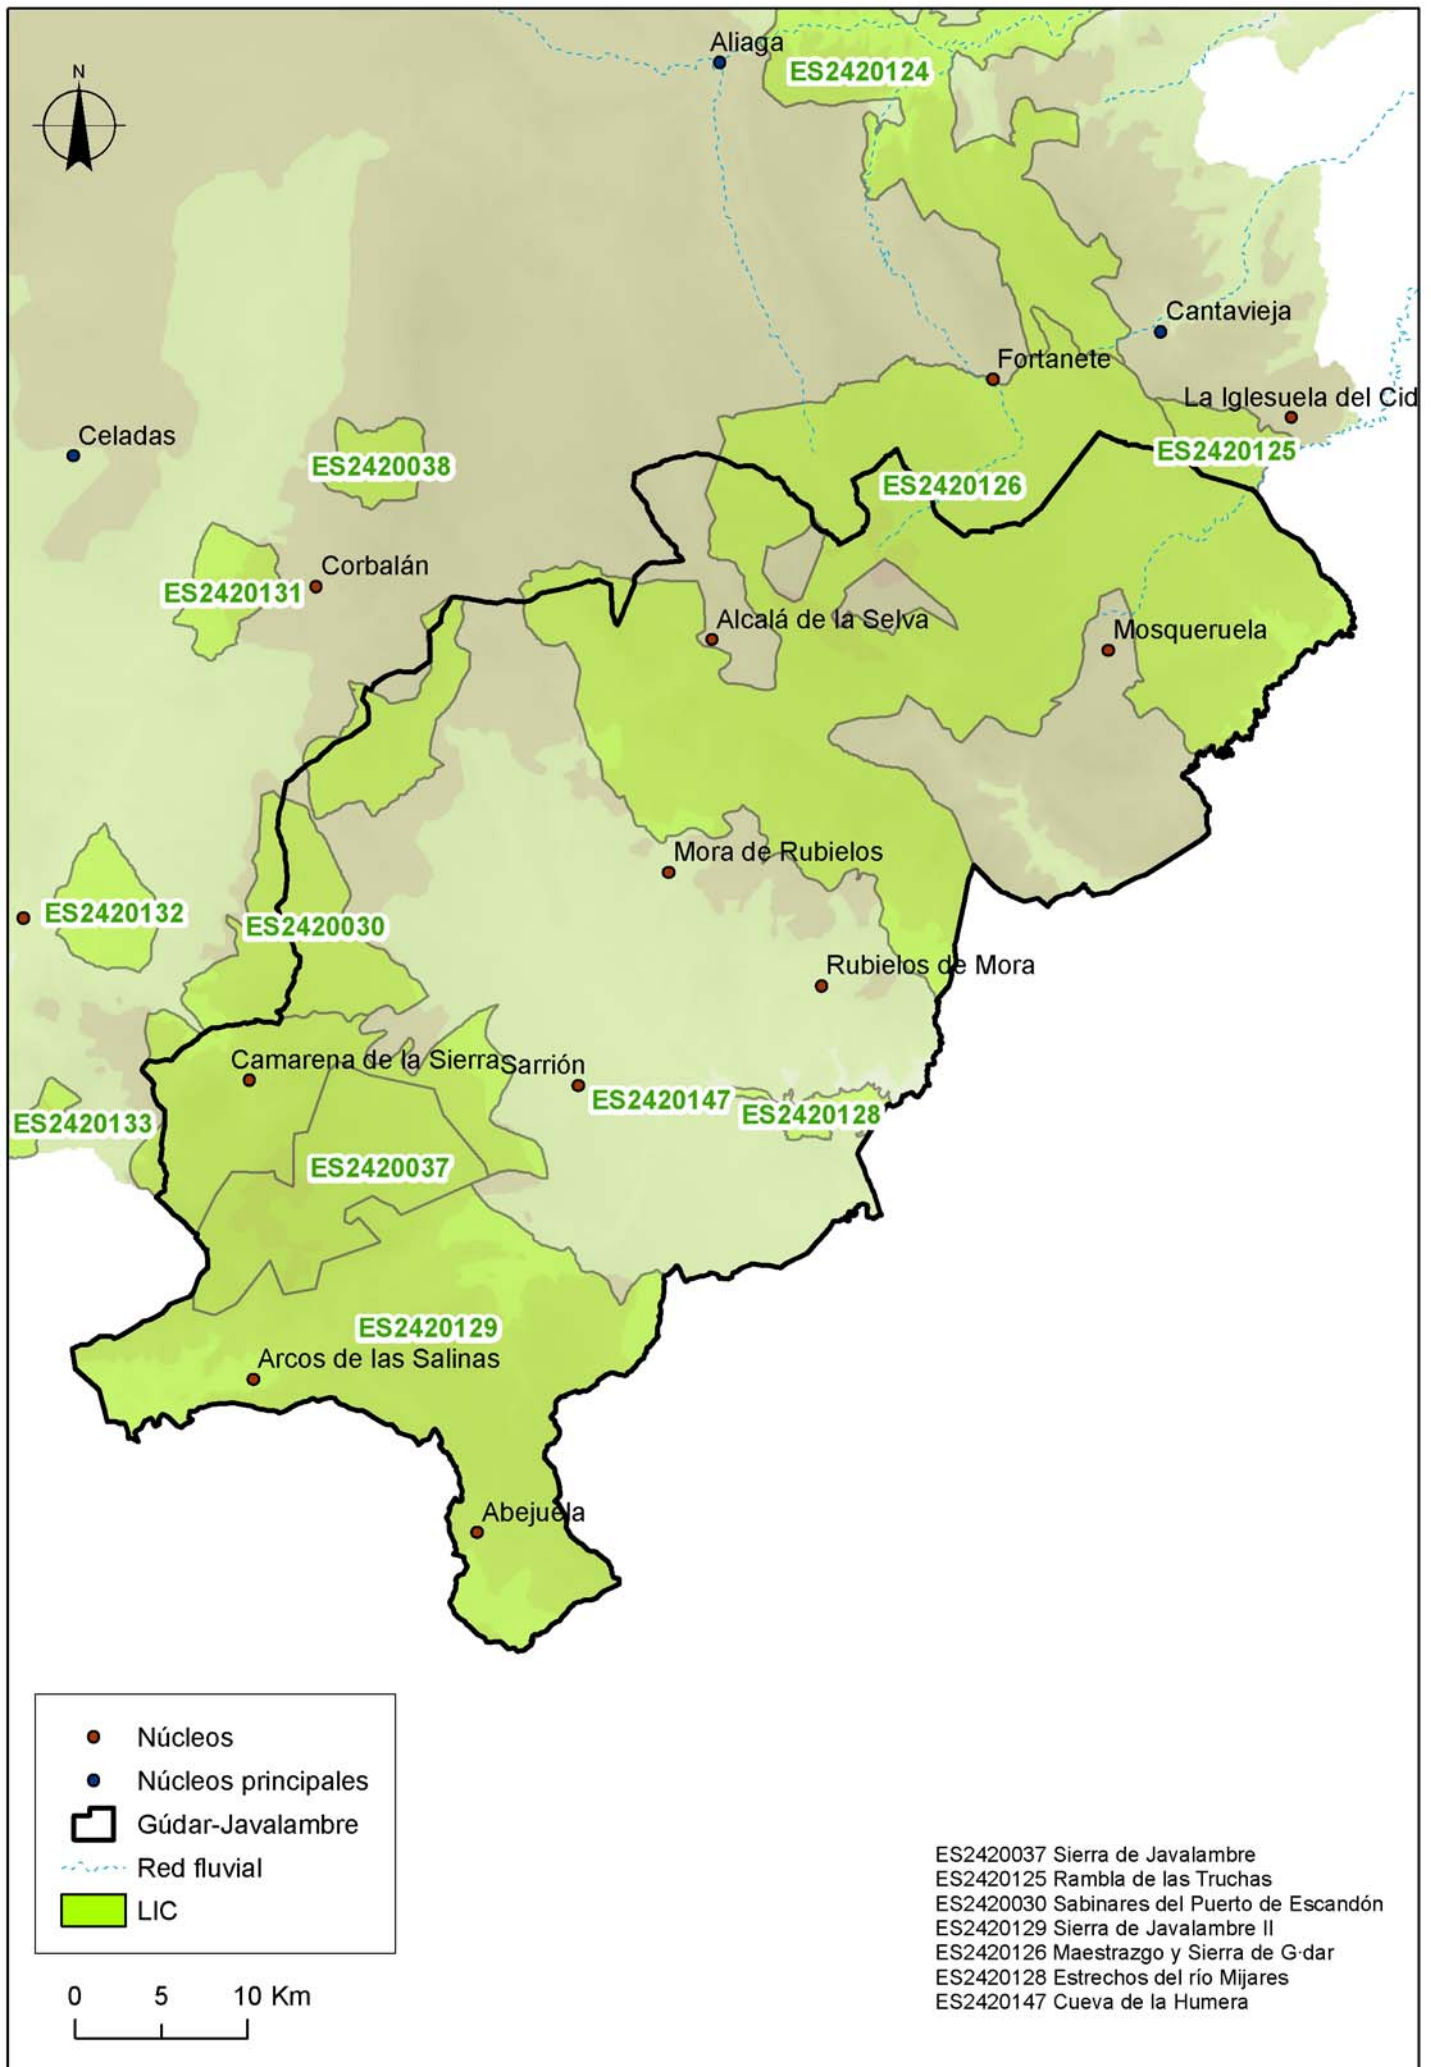 Aliaga
ES2420124
N
Cantavieja
Fortanete
La Iglesuela del Cid
Celadas
ES2420125
ES2420038
ES2420126
Corbalán
ES2420131
Alcalá de la Selva
Mosqueruela
Mora de Rubielos
ES2420132
ES2420030
Rubielos de Mora
Camarena de la Sierra
Sarrión
ES2420147
ES2420128
ES2420133
ES2420037
ES2420129
Arcos de las Salinas
Abejuela
Núcleos
Núcleos principales
Gúdar-Javalambre
Red fluvial
LIC
0 5 10 Km
ES2420037 Sierra de Javalambre
ES2420125 Rambla de las Truchas
ES2420030 Sabinares del Puerto de Escandón
ES2420129 Sierra de Javalambre II
ES2420126 Maestrazgo y Sierra de G·dar
ES2420128 Estrechos del río Mijares
ES2420147 Cueva de la Humera